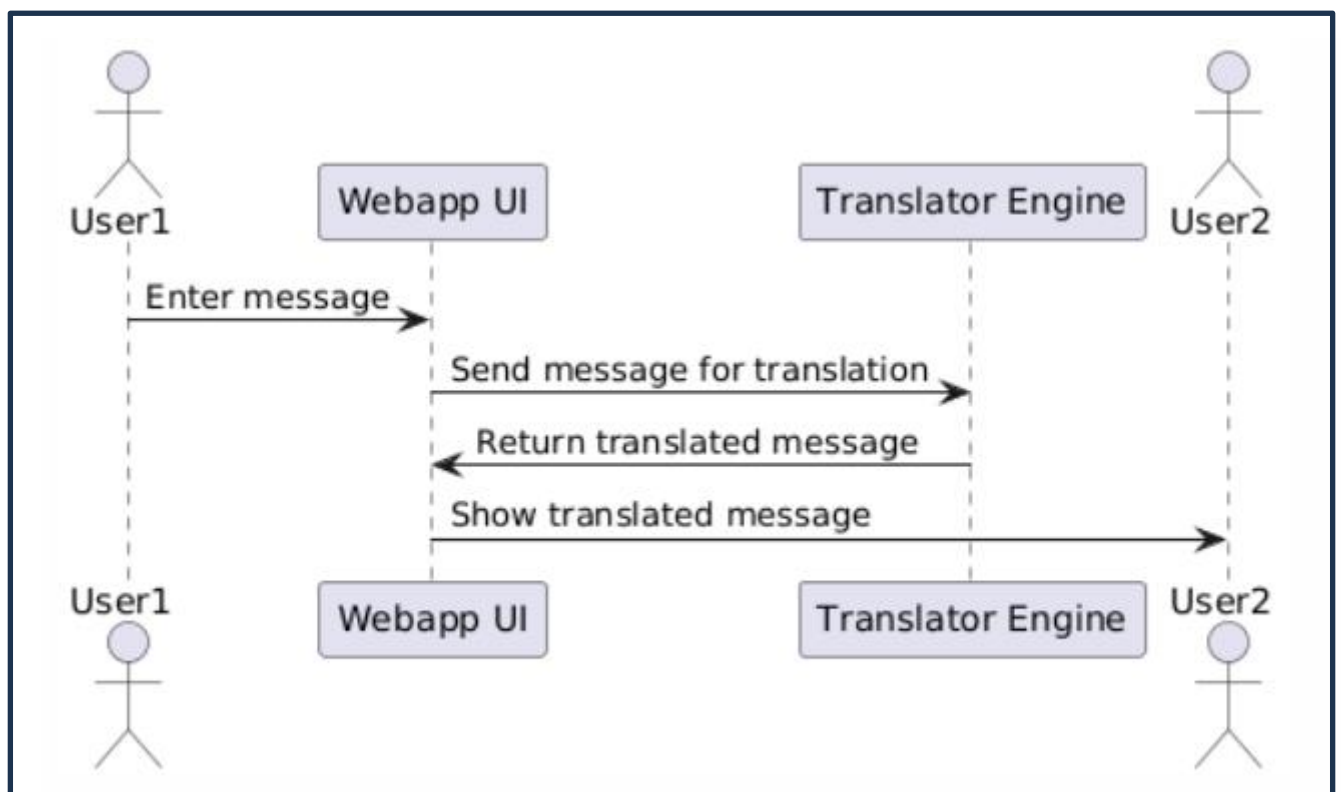 User1
Webapp UI
Translator Engine
User2
Enter message
Send message for translation
Return translated message
Show translated message
User1
Webapp UI
Translator Engine
User2